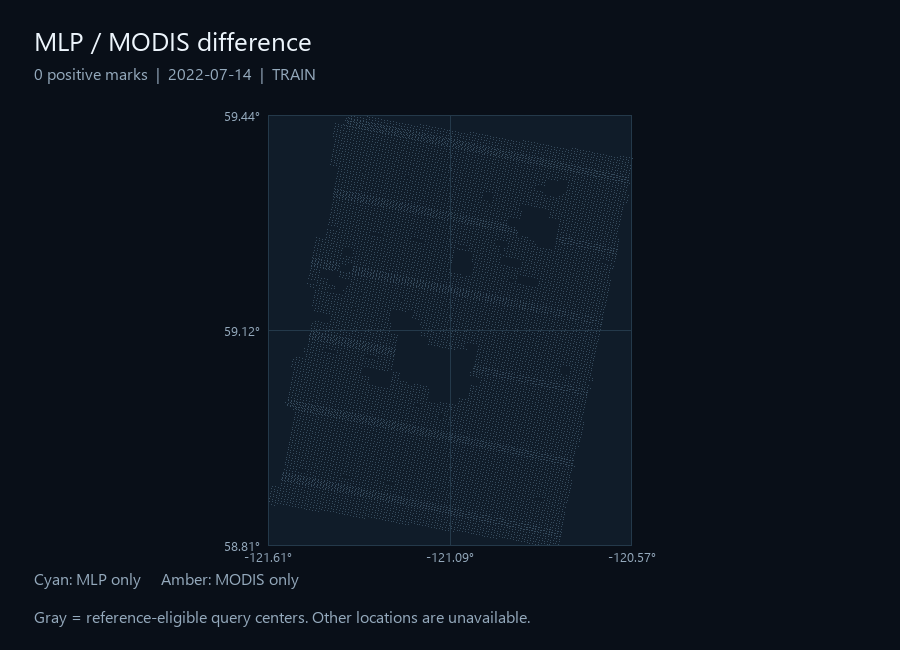 MLP / MODIS difference
0 positive marks | 2022-07-14 | TRAIN
59.44°
59.12°
58.81°
-121.61° -121.09° -120.57°
Cyan: MLP only Amber: MODIS only
Gray = reference-eligible query centers. Other locations are unavailable.